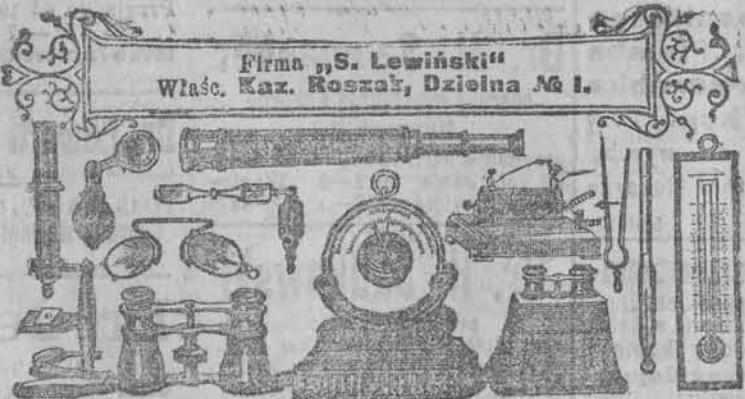 Firma „S. Lewiński“
Właśc. Kaz. Roszak, Dzielna № 1.